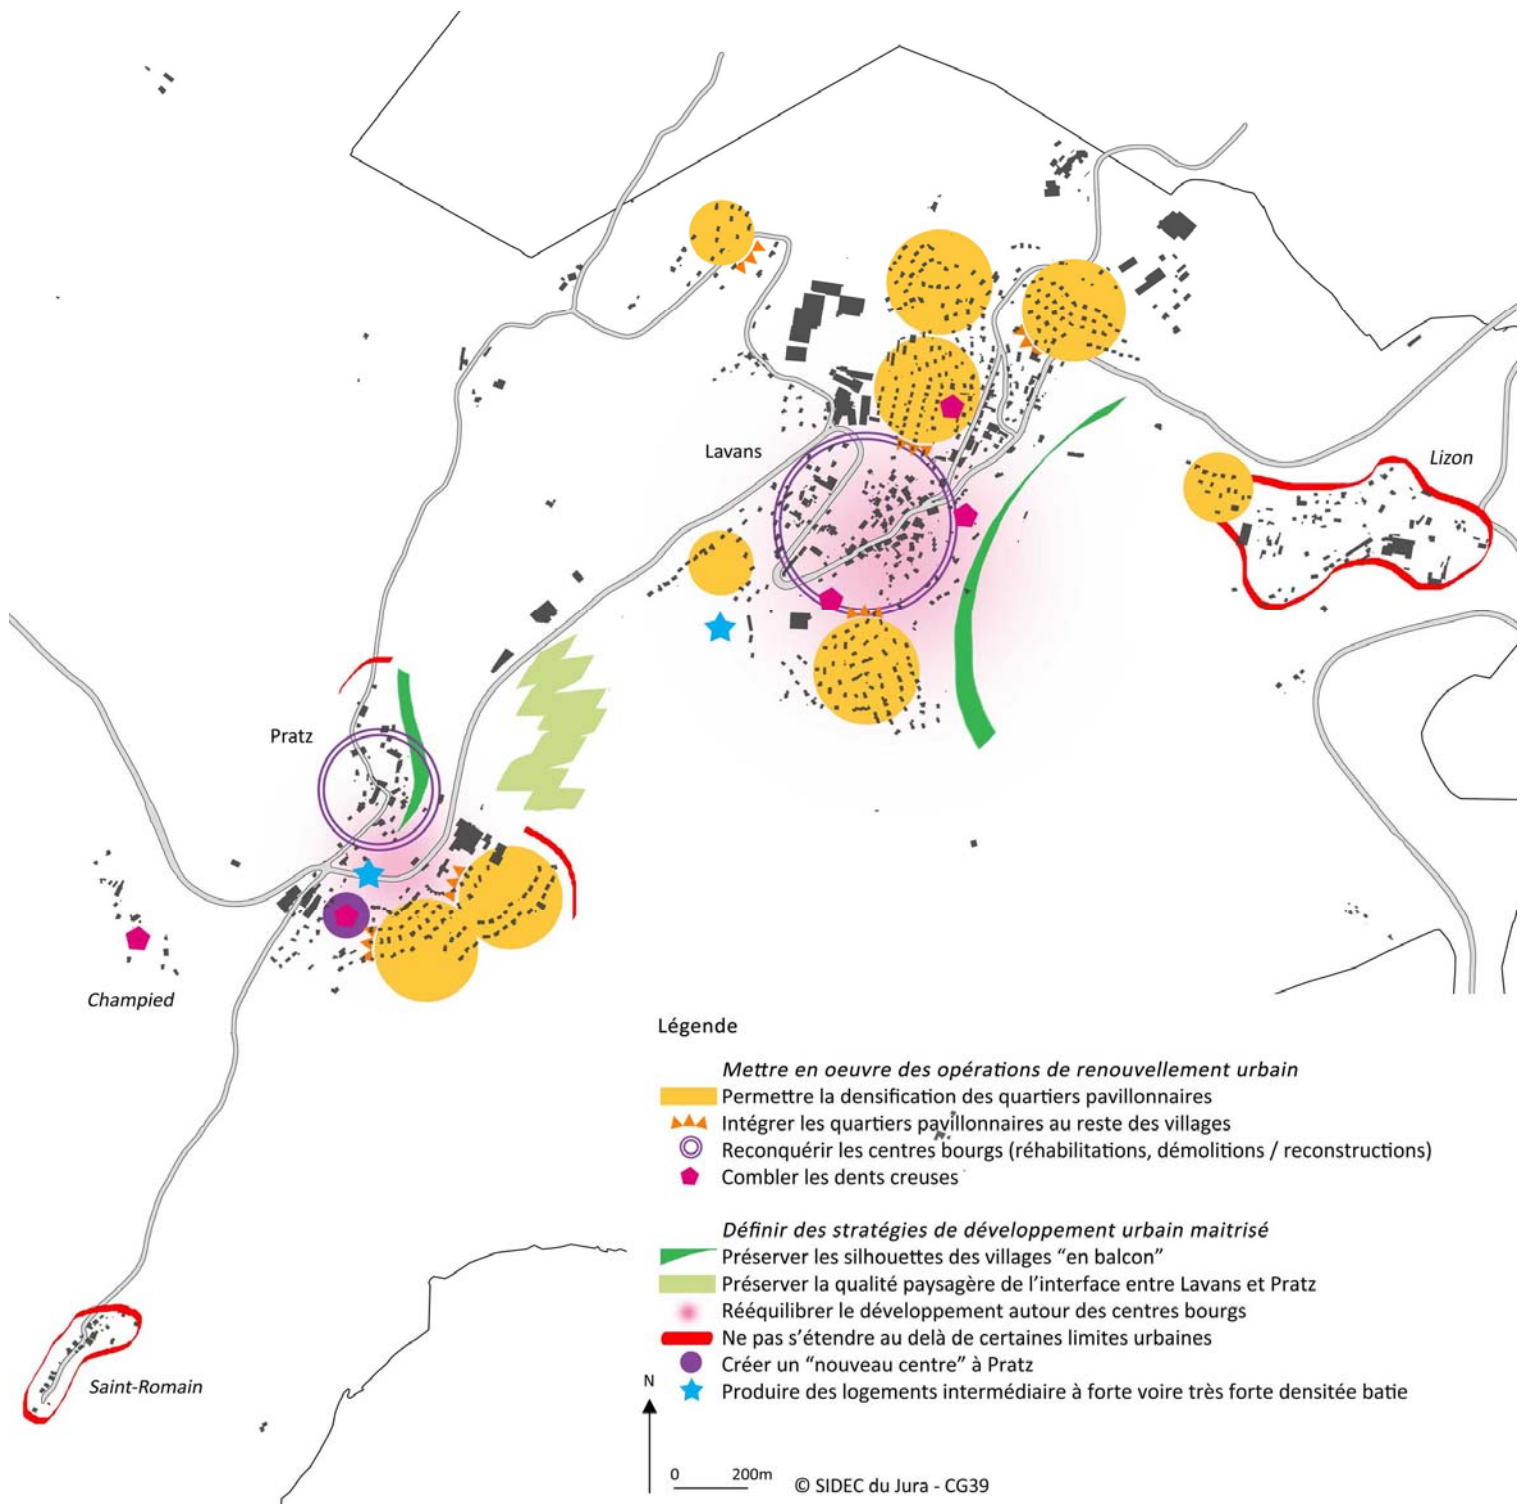 Lavans
Lizon
Pratz
Champied
Légende
Mettre en oeuvre des opérations de renouvellement urbain
Permettre la densification des quartiers pavillonnaires
Intégrer les quartiers pavillonnaires au reste des villages
Reconquérir les centres bourgs (réhabilitations, démolitions / reconstructions)
Combler les dents creuses
Définir des stratégies de développement urbain maitrisé
Préserver les silhouettes des villages "en balcon"
Préserver la qualité paysagère de l'interface entre Lavans et Pratz
Rééquilibrer le développement autour des centres bourgs
Ne pas s'étendre au delà de certaines limites urbaines
Créer un "nouveau centre" à Pratz
Produire des logements intermédiaire à forte voire très forte densitée batie
Saint-Romain
N
0 200m
© SIDEC du Jura - CG39